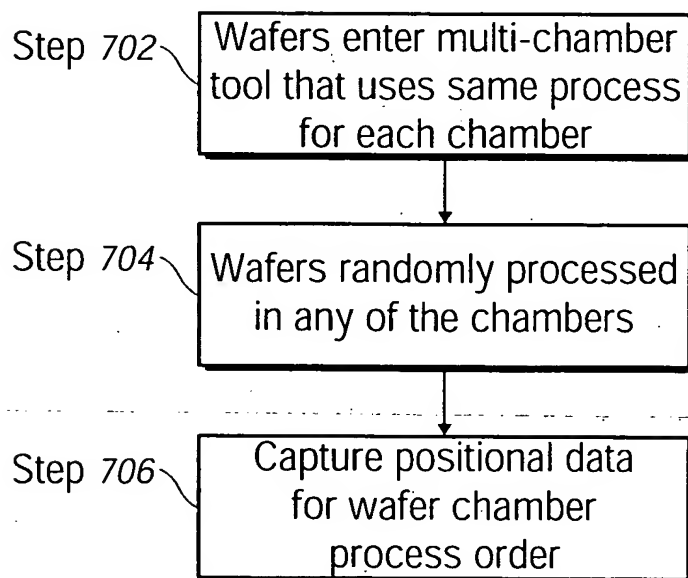 Step 702
Wafers enter multi-chamber
tool that uses same process
for each chamber
Step 704
Wafers randomly processed
in any of the chambers
Step 706
Capture positional data
for wafer chamber
process order